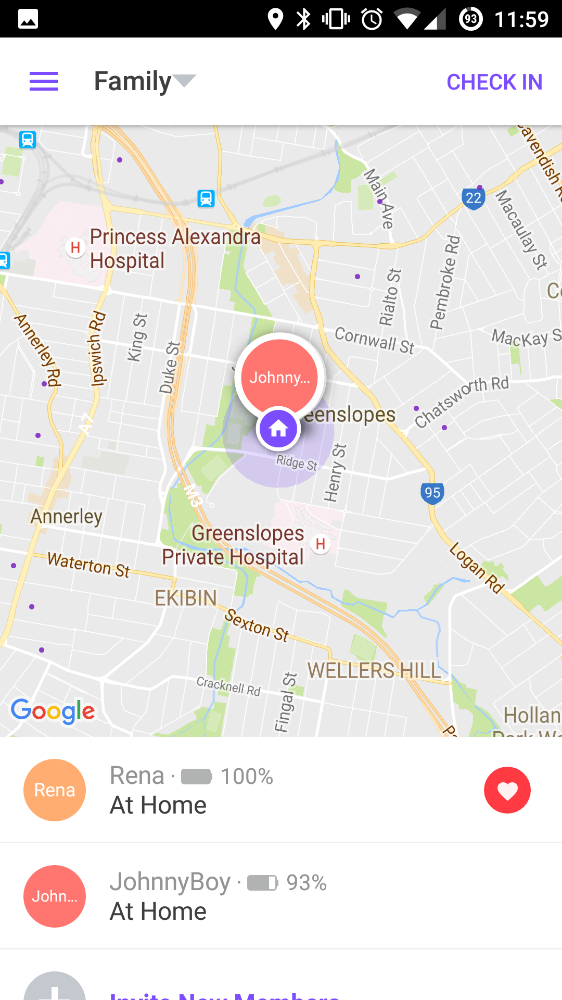 93 11:59
Family
CHECK IN
Cavendish
Main Ave
22
Macaulay St
Princess Alexandra
Hospital
H
Pembroke Rd
Rialto St
Annerley Rd
Ipswich Rd
King St
Duke St
Cornwall St
MacKay S
Johnny...
Chatsworth Rd
eenslopes
A7
Ridge St
Henry St
M3
95
Annerley
Greenslopes
Private Hospital
H
Logan Rd
Waterton St
EKIBIN
Sexton St
WELLERS HILL
Cracknell Rd
Fingal St
Google
Hollan
Rena
Rena · 100%
At Home
John...
JohnnyBoy · 93%
At Home
Invite New Members